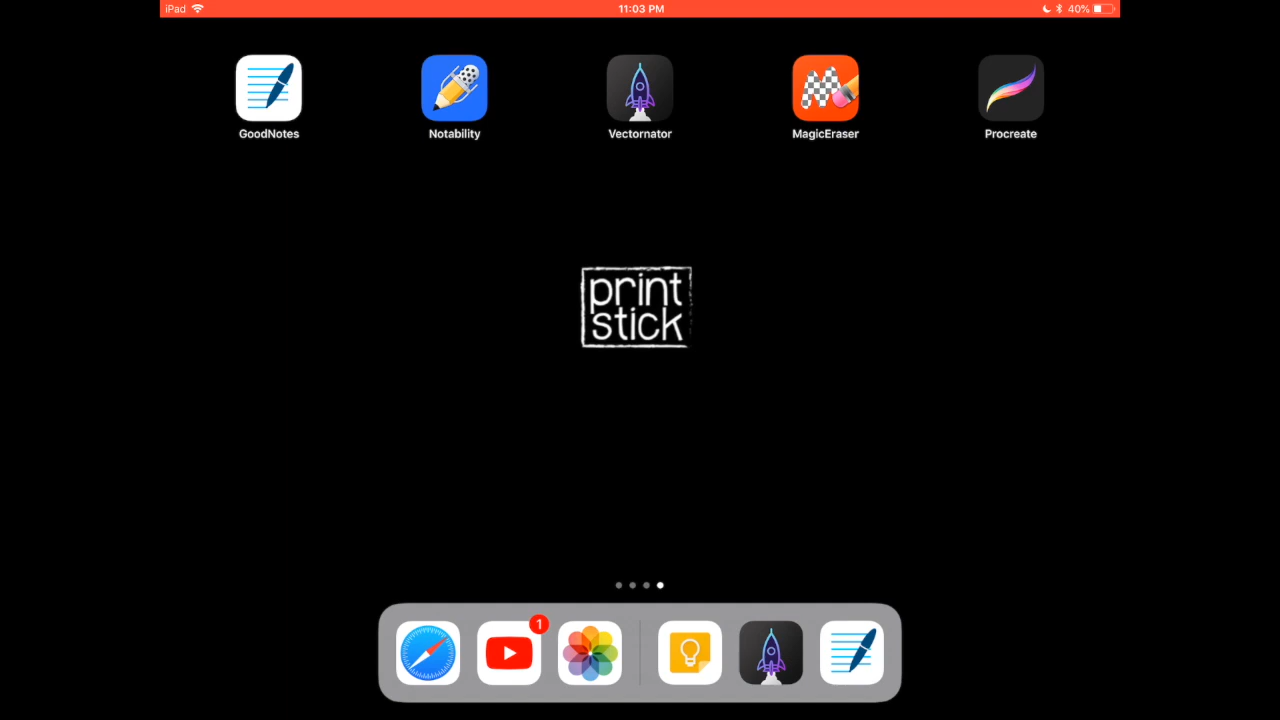 iPad 11:03 PM 40%
GoodNotes Notability Vectornator MagicEraser Procreate
print
stick
1